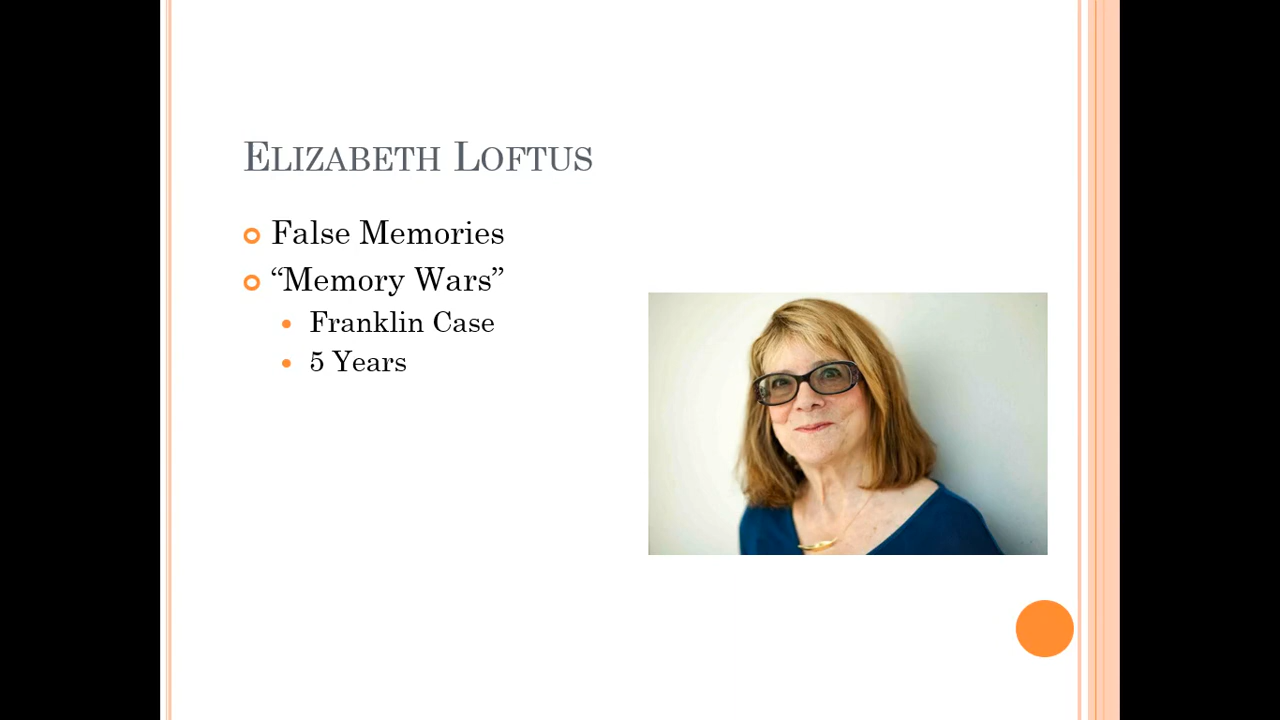 Elizabeth Loftus
False Memories
“Memory Wars”
Franklin Case
5 Years